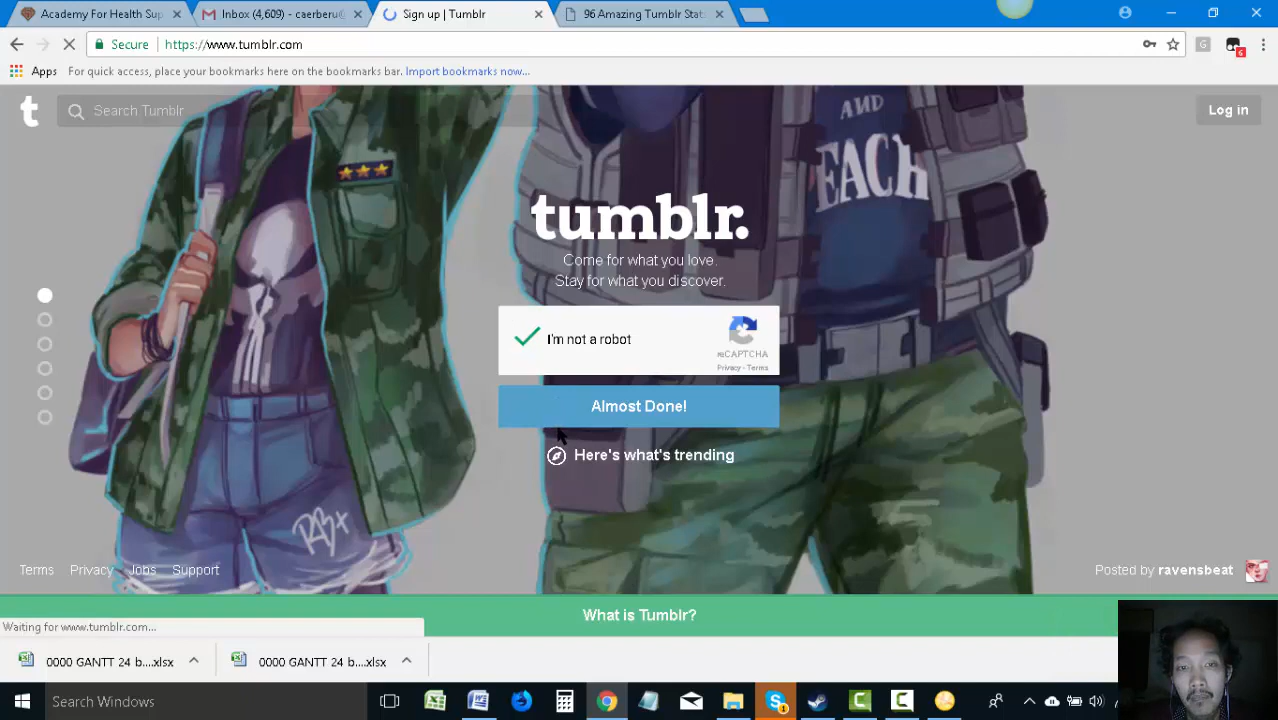 Academy For Health Sup
Inbox (4,609) - caerberu@
Sign up | Tumblr
96 Amazing Tumblr Stat
Secure
https://www.tumblr.com
Apps
For quick access, place your bookmarks here on the bookmarks bar. Import bookmarks now...
6
t
Search Tumblr
Log in
AND
EACH
tumblr.
Come for what you love.
Stay for what you discover.
I'm not a robot
reCAPTCHA
Privacy - Terms
Almost Done!
Here's what's trending
Terms
Privacy
Jobs
Support
Posted by ravensbeat
What is Tumblr?
Waiting for www.tumblr.com...
0000 GANTT 24 b....xlsx
0000 GANTT 24 b....xlsx
Search Windows